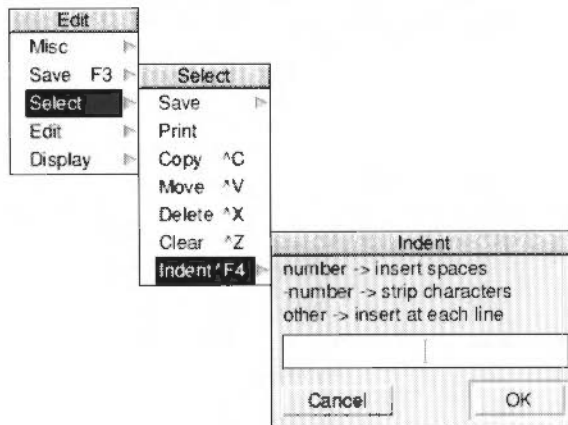 Edit
Misc
Save F3
Select
Edit
Display
Select
Save
Print
Copy ^C
Move ^V
Delete ^X
Clear ^Z
Indent ^F4
Indent
number -> insert spaces
-number -> strip characters
other -> insert at each line
Cancel OK